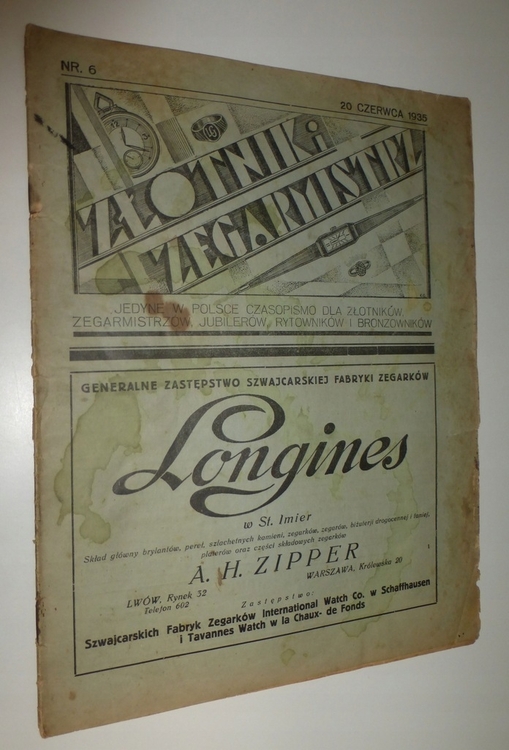 NR. 6
20 CZERWCA 1935
ZŁOTNIK i
ZEGARMISTRZ
JEDYNE W POLSCE CZASOPISMO DLA ZŁOTNIKÓW,
ZEGARMISTRZÓW, JUBILERÓW, RYTOWNIKÓW I BRONZOWNIKÓW
GENERALNE ZASTĘPSTWO SZWAJCARSKIEJ FABRYKI ZEGARKÓW
Longines
w St. Imier
Skład główny brylantów, pereł, szlachetnych kamieni, zegarków, zegarów, biżuterji drogocennej i taniej,
platerów oraz części składowych zegarków
A. H. ZIPPER
LWÓW, Rynek 32
Telefon 602
WARSZAWA, Królewska 20
Zastępstwo:
Szwajcarskich Fabryk Zegarków International Watch Co. w Schaffhausen
i Tavannes Watch w la Chaux- de Fonds